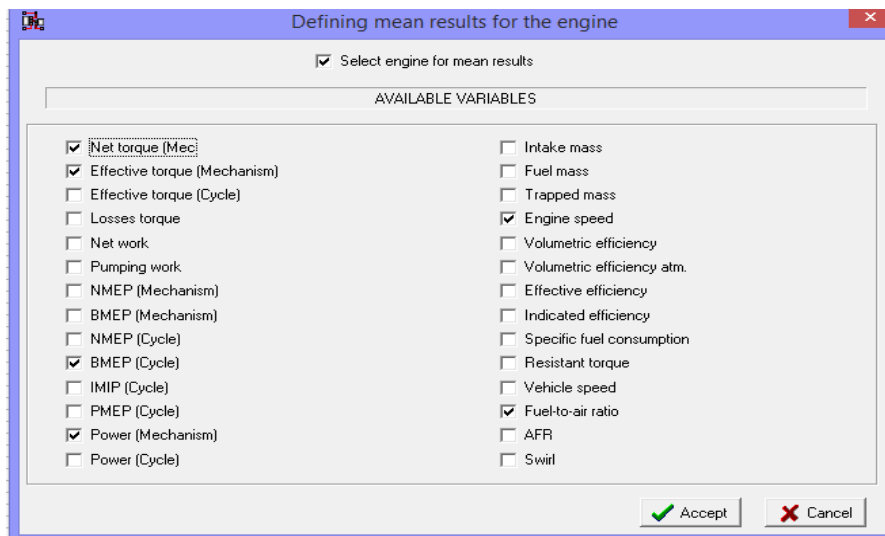 Defining mean results for the engine
Select engine for mean results
AVAILABLE VARIABLES
Net torque (Mec
Effective torque (Mechanism)
Effective torque (Cycle)
Losses torque
Net work
Pumping work
NMEP (Mechanism)
BMEP (Mechanism)
NMEP (Cycle)
BMEP (Cycle)
IMIP (Cycle)
PMEP (Cycle)
Power (Mechanism)
Power (Cycle)
Intake mass
Fuel mass
Trapped mass
Engine speed
Volumetric efficiency
Volumetric efficiency atm.
Effective efficiency
Indicated efficiency
Specific fuel consumption
Resistant torque
Vehicle speed
Fuel-to-air ratio
AFR
Swirl
Accept
Cancel